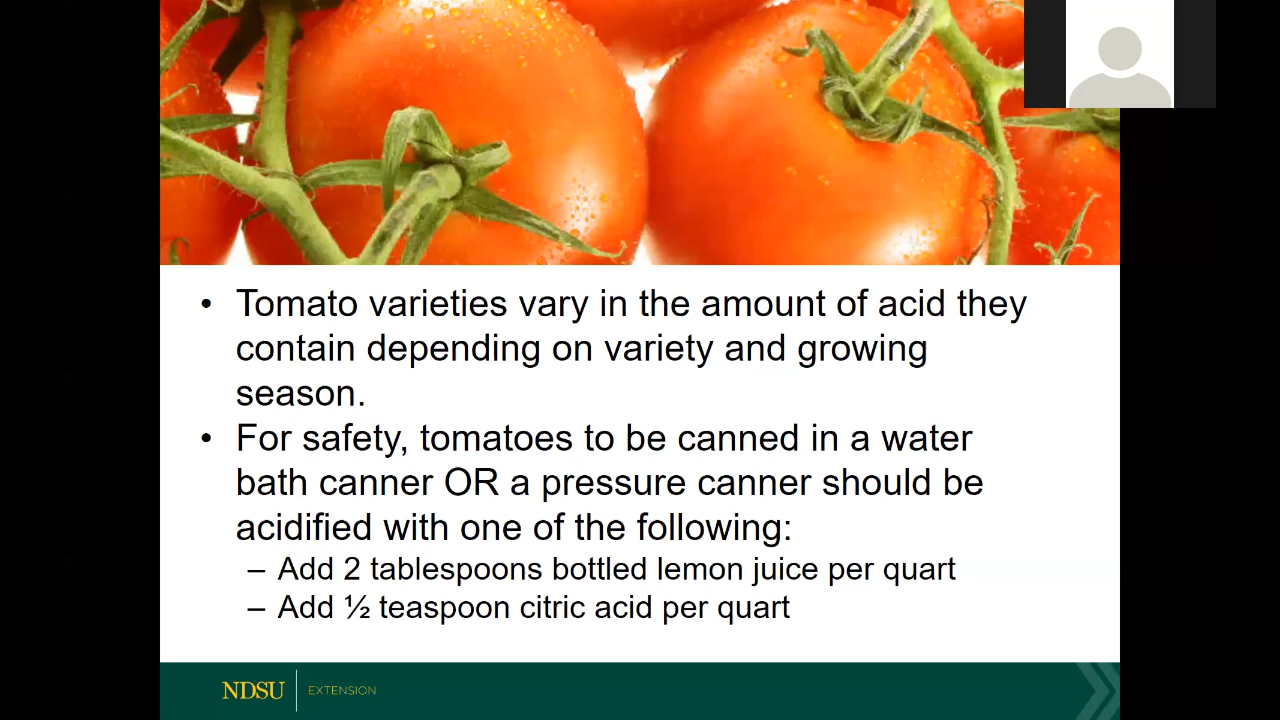 • Tomato varieties vary in the amount of acid they
contain depending on variety and growing
season.
• For safety, tomatoes to be canned in a water
bath canner OR a pressure canner should be
acidified with one of the following:
– Add 2 tablespoons bottled lemon juice per quart
– Add ½ teaspoon citric acid per quart
NDSU EXTENSION